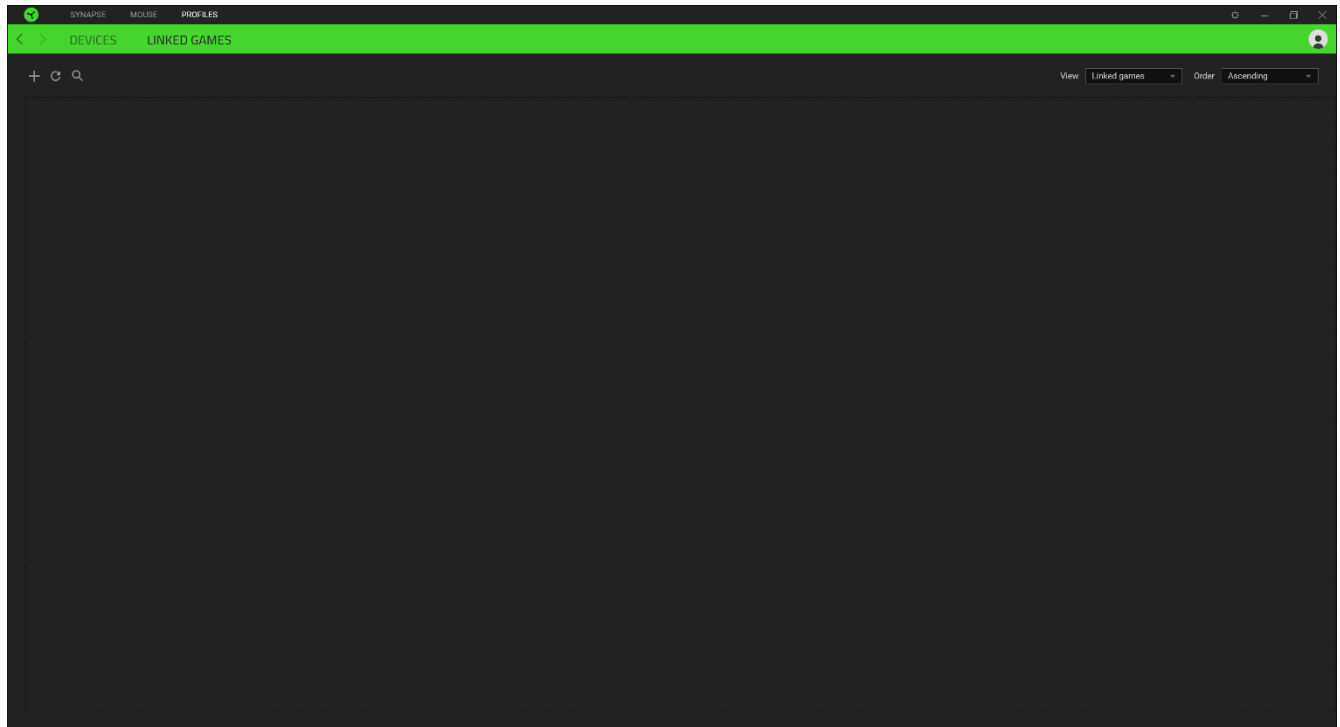 SYNAPSE MOUSE PROFILES
DEVICES LINKED GAMES
View Linked games Order Ascending